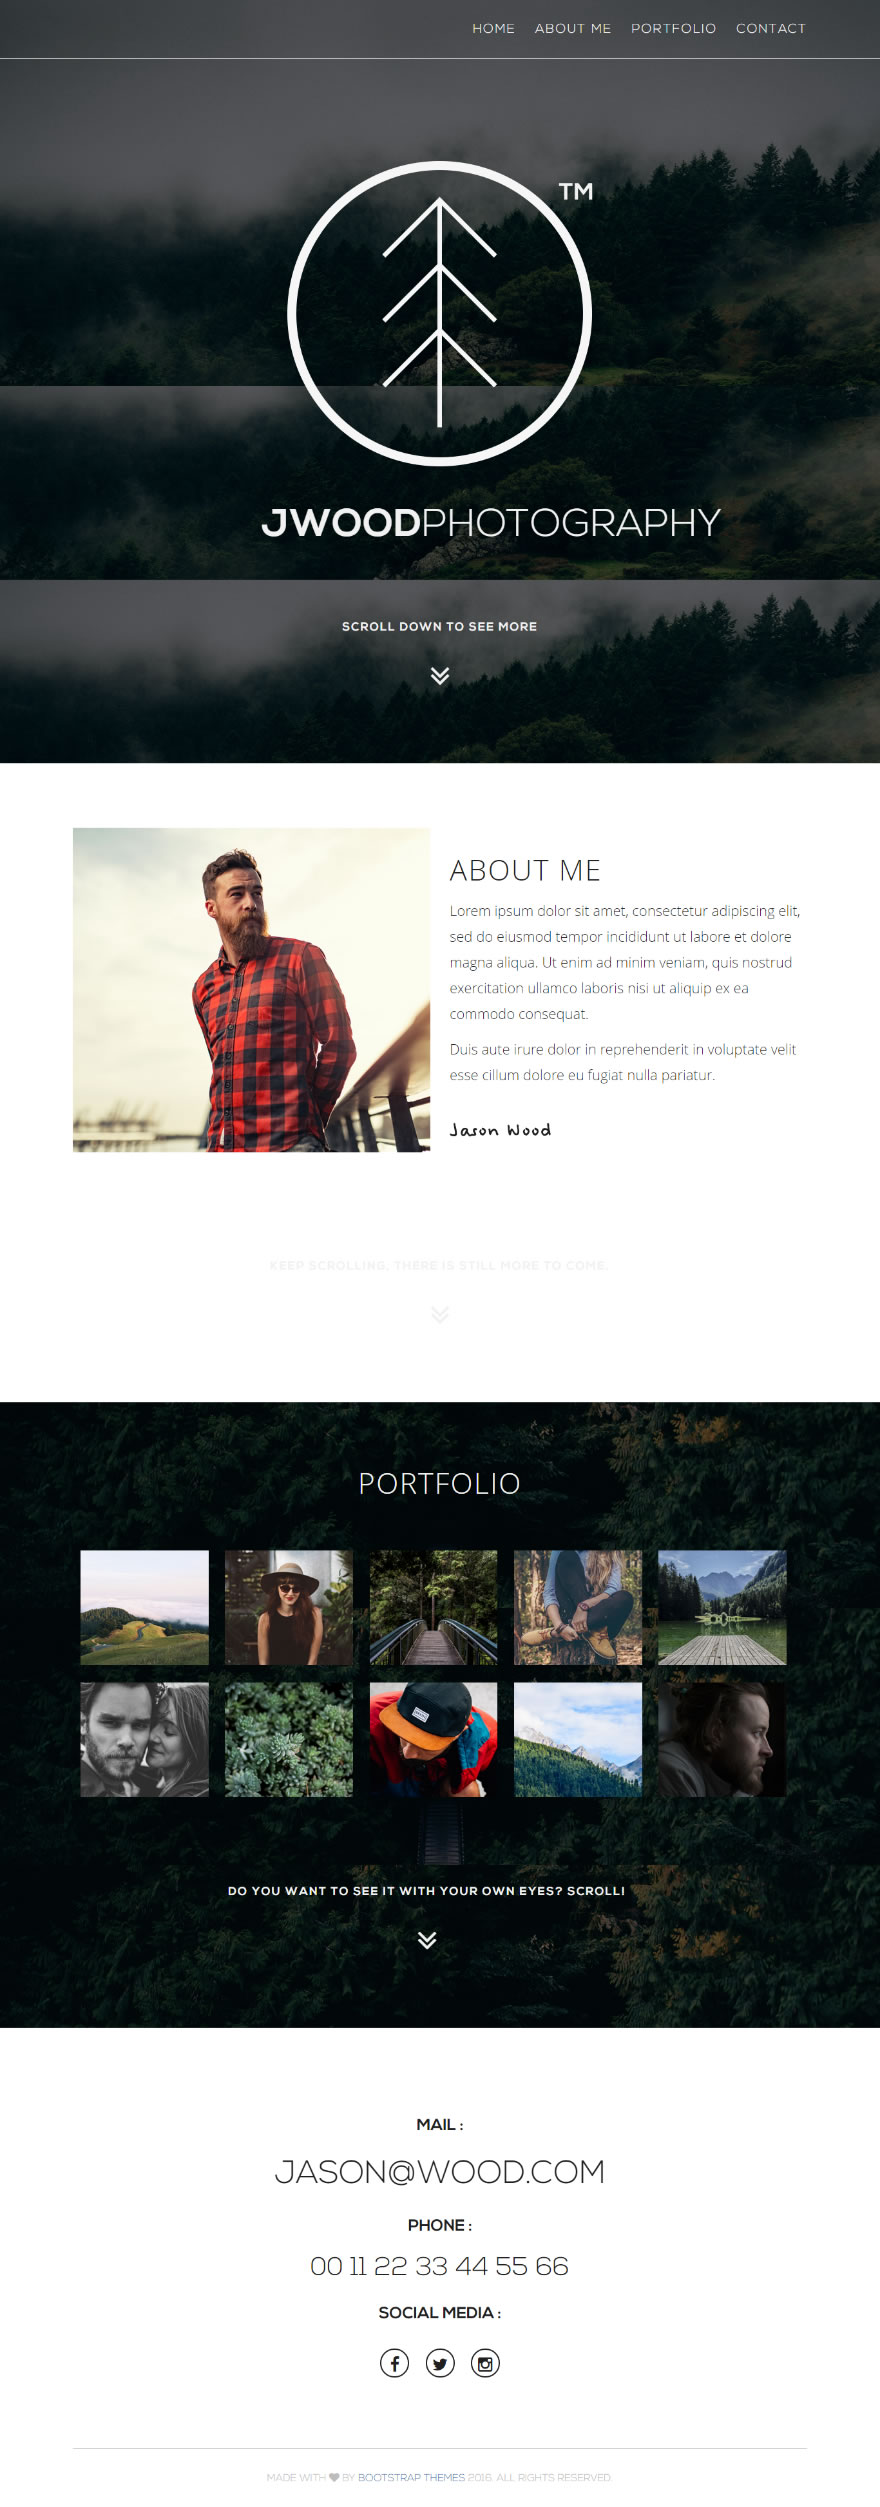 HOME ABOUT ME PORTFOLIO CONTACT
TM
JWOODPHOTOGRAPHY
SCROLL DOWN TO SEE MORE
ABOUT ME
Lorem ipsum dolor sit amet, consectetur adipiscing elit,
sed do eiusmod tempor incididunt ut labore et dolore
magna aliqua. Ut enim ad minim veniam, quis nostrud
exercitation ullamco laboris nisi ut aliquip ex ea
commodo consequat.
Duis aute irure dolor in reprehenderit in voluptate velit
esse cillum dolore eu fugiat nulla pariatur.
Jason Wood
KEEP SCROLLING, THERE IS STILL MORE TO COME.
PORTFOLIO
DO YOU WANT TO SEE IT WITH YOUR OWN EYES? SCROLL!
MAIL :
JASON@WOOD.COM
PHONE :
00 11 22 33 44 55 66
SOCIAL MEDIA :
MADE WITH ♥ BY BOOTSTRAP THEMES 2016. ALL RIGHTS RESERVED.